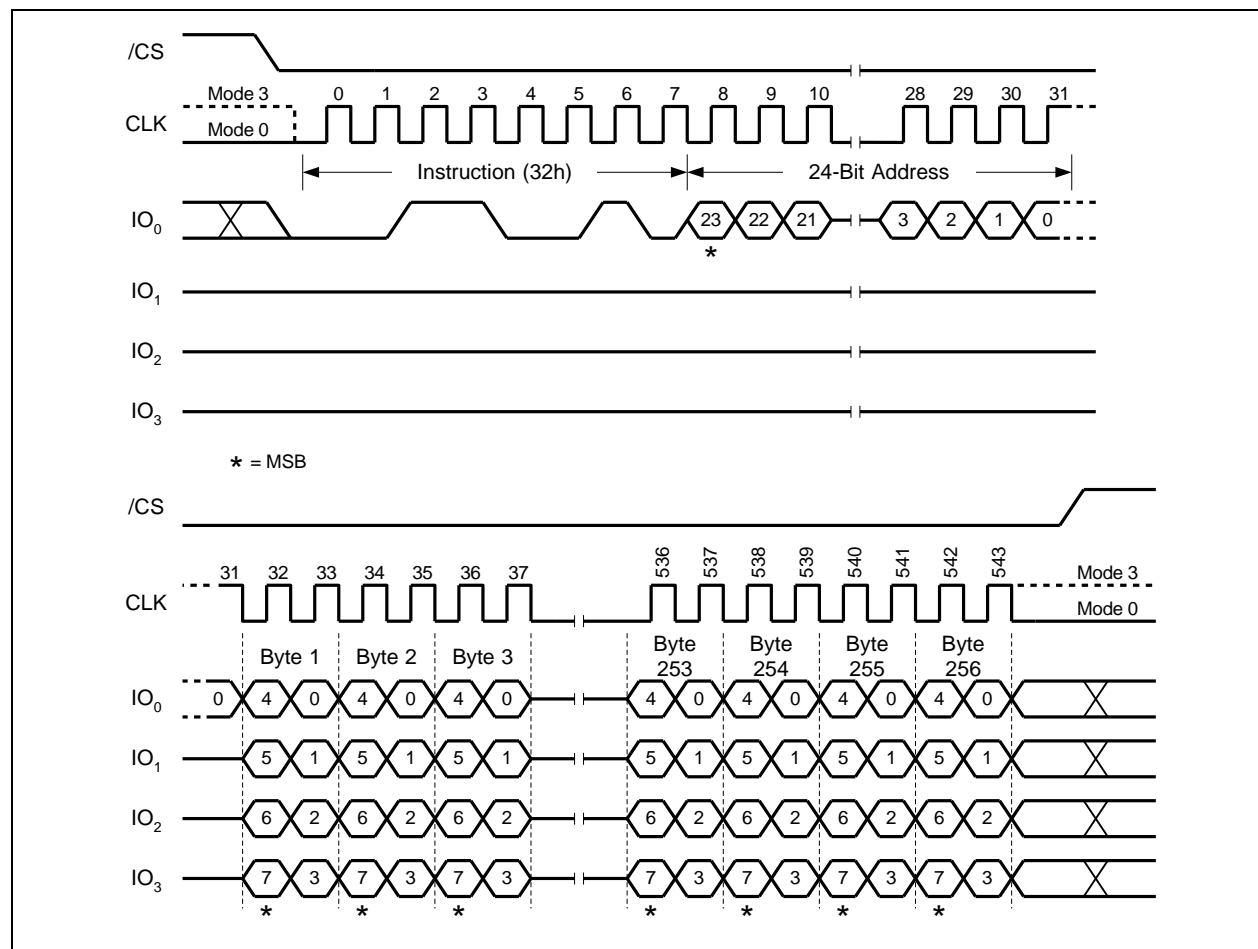 /CS
Mode 3 0 1 2 3 4 5 6 7 8 9 10 28 29 30 31
CLK Mode 0
Instruction (32h) 24-Bit Address
IO0 23 22 21 3 2 1 0
*
IO1
IO2
IO3
* = MSB
/CS
31 32 33 34 35 36 37 536 537 538 539 540 541 542 543 Mode 3
CLK Mode 0
Byte 1 Byte 2 Byte 3 Byte 253 Byte 254 Byte 255 Byte 256
IO0 0 4 0 4 0 4 0 4 0 4 0 4 0 4 0
IO1 5 1 5 1 5 1 5 1 5 1 5 1 5 1
IO2 6 2 6 2 6 2 6 2 6 2 6 2 6 2
IO3 7 3 7 3 7 3 7 3 7 3 7 3 7 3
* * * * * * *